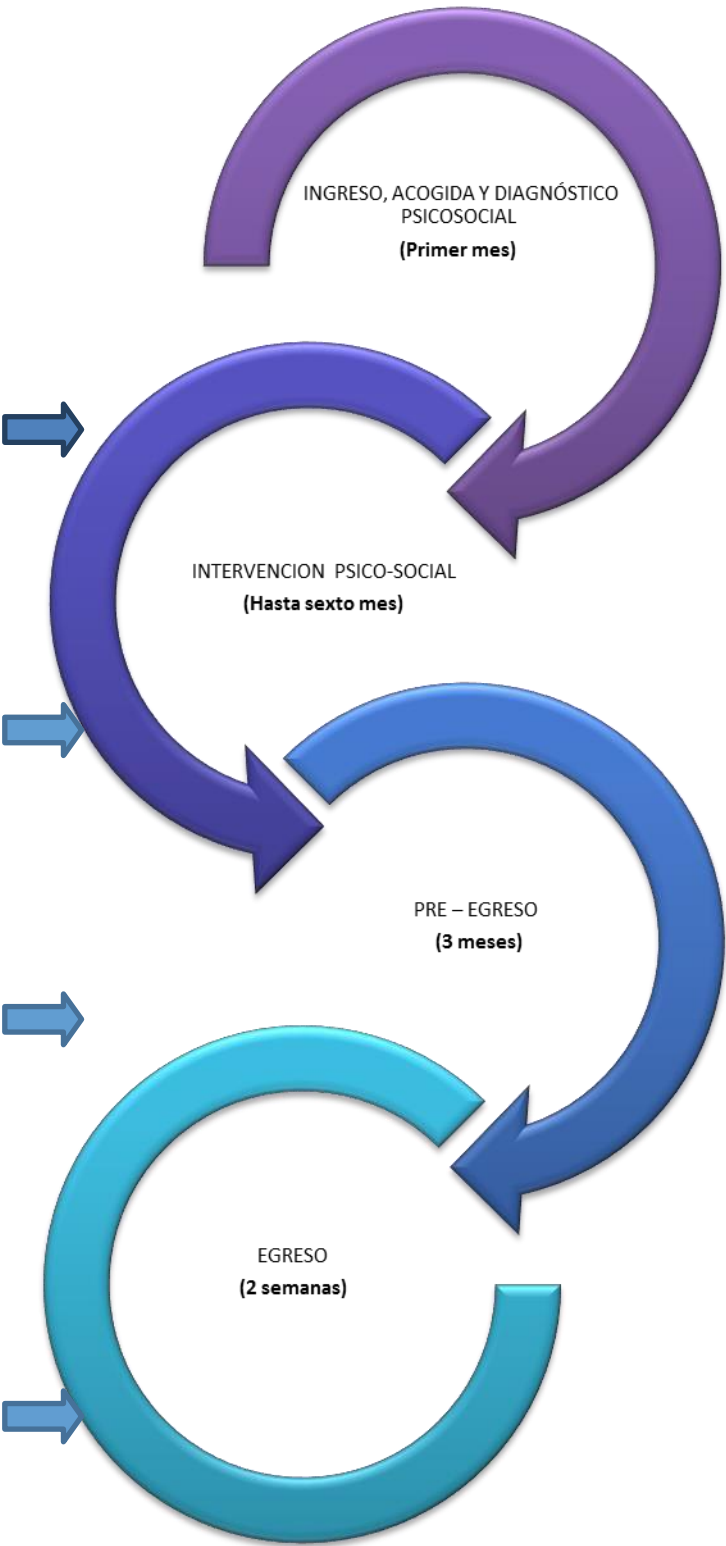 INGRESO, ACOGIDA Y DIAGNÓSTICO
PSICOSOCIAL
(Primer mes)
INTERVENCION PSICO-SOCIAL
(Hasta sexto mes)
PRE – EGRESO
(3 meses)
EGRESO
(2 semanas)